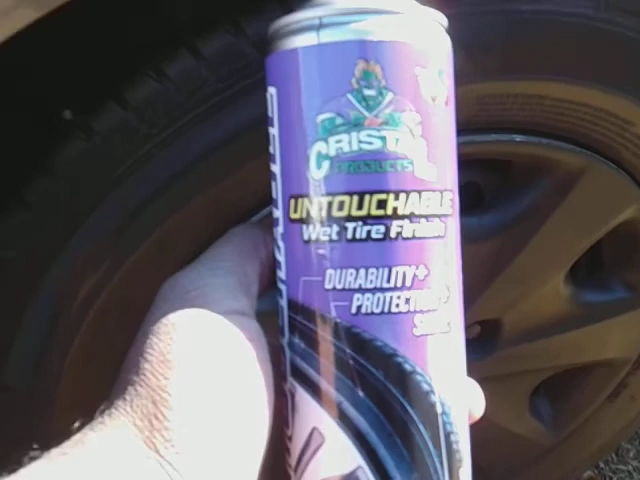 CRISTAL
PRODUCTS
UNTOUCHABLE
Wet Tire Finish
DURABILITY+
PROTECTION+